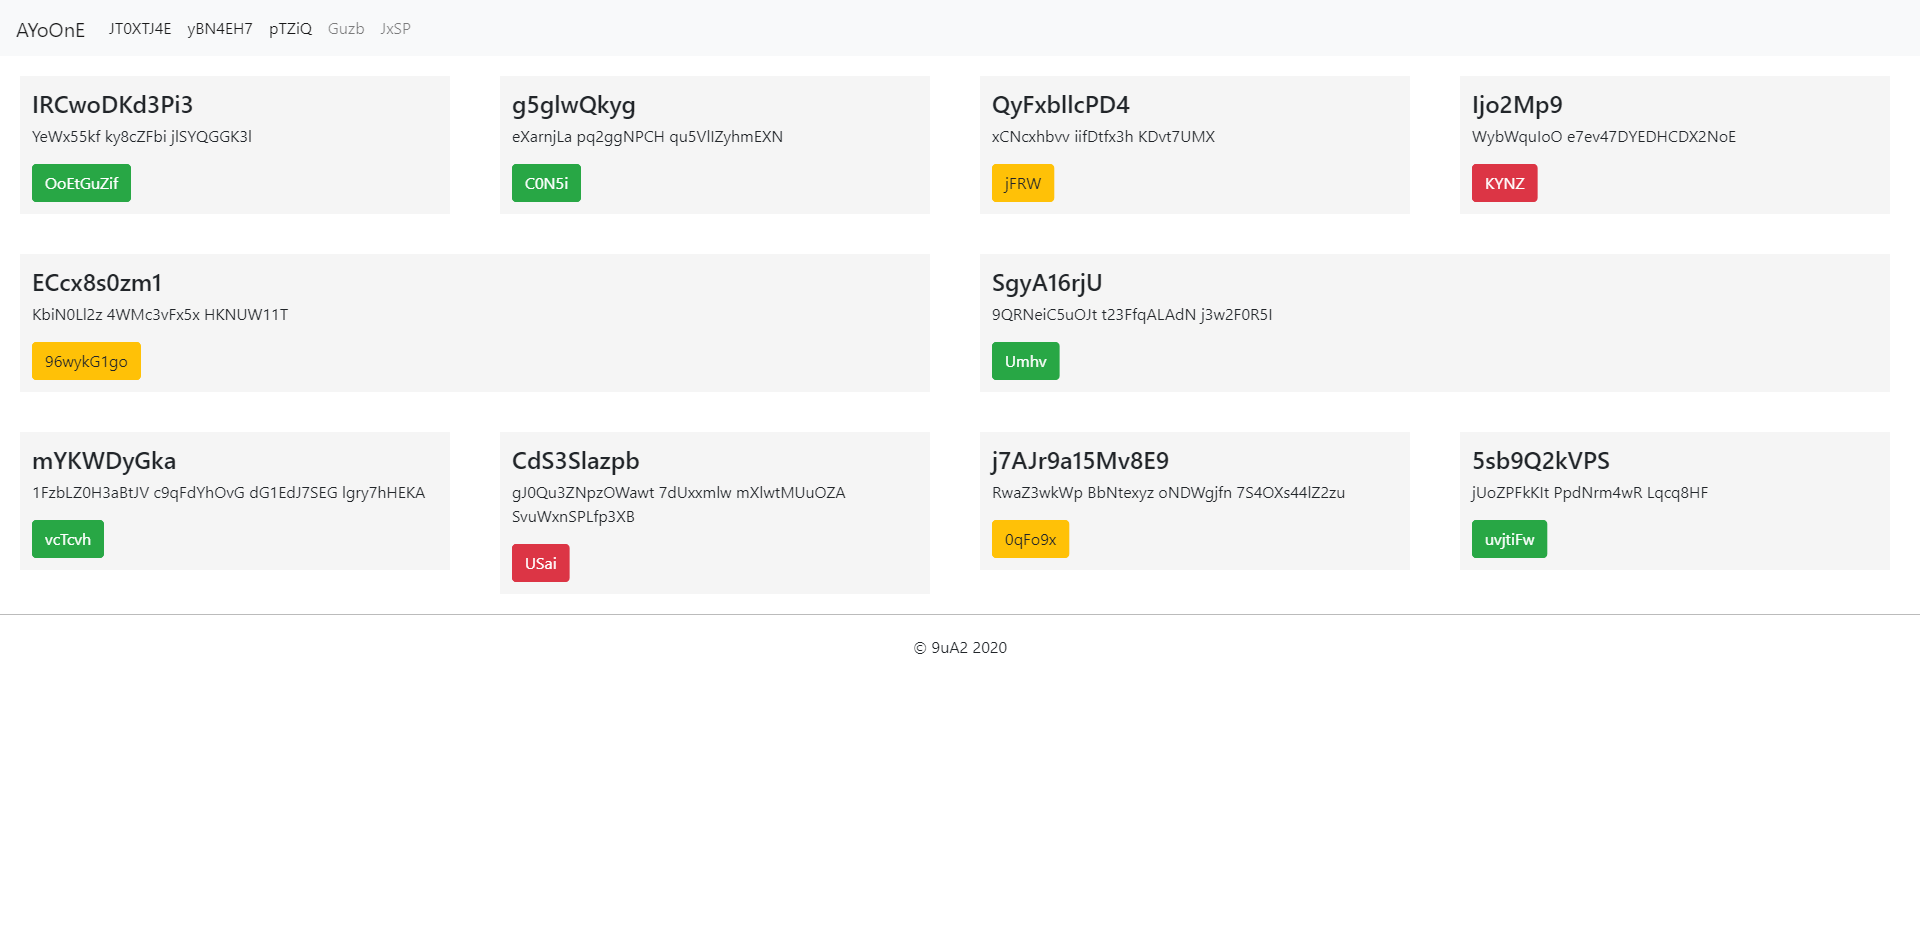 AYoOnE JT0XTJ4E yBN4EH7 pTZiQ Guzb JxSP
IRCwoDKd3Pi3
YeWx55kf ky8cZFbi jlSYQGGK3l
OoEtGuZif
g5glwQkyg
eXarnjLa pq2ggNPCH qu5VlIZyhmEXN
C0N5i
QyFxbllcPD4
xCNcxhbvv iifDtfx3h KDvt7UMX
jFRW
Ijo2Mp9
WybWquIoO e7ev47DYEDHCDX2NoE
KYNZ
ECcx8s0zm1
KbiN0Ll2z 4WMc3vFx5x HKNUW11T
96wykG1go
SgyA16rjU
9QRNeiC5uOJt t23FfqALAdN j3w2F0R5I
Umhv
mYKWDyGka
1FzbLZ0H3aBtJV c9qFdYhOvG dG1EdJ7SEG lgry7hHEKA
vcTcvh
CdS3Slazpb
gJ0Qu3ZNpzOWawt 7dUxxmlw mXlwtMUuOZA
SvuWxnSPLfp3XB
USai
j7AJr9a15Mv8E9
RwaZ3wkWp BbNtexyz oNDWgjfn 7S4OXs44lZ2zu
0qFo9x
5sb9Q2kVPS
jUoZPFkKIt PpdNrm4wR Lqcq8HF
uvjtiFw
© 9uA2 2020